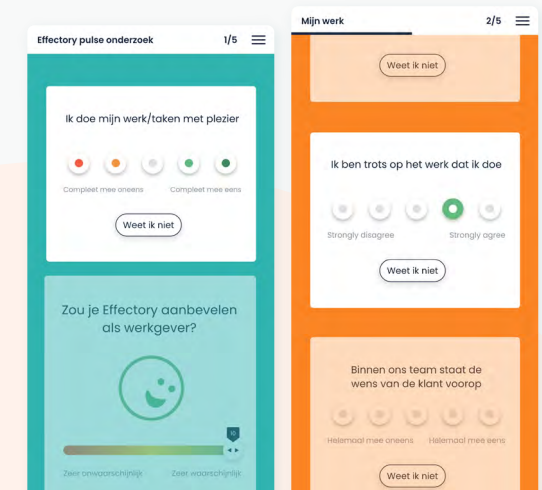 Effectory pulse onderzoek
1/5
Ik doe mijn werk/taken met plezier
Compleet mee oneens
Compleet mee eens
Weet ik niet
Zou je Effectory aanbevelen
als werkgever?
10
Zeer onwaarschijnlijk
Zeer waarschijnlijk
Mijn werk
2/5
Weet ik niet
Ik ben trots op het werk dat ik doe
Strongly disagree
Strongly agree
Weet ik niet
Binnen ons team staat de
wens van de klant voorop
Helemaal mee oneens
Helemaal mee eens
Weet ik niet